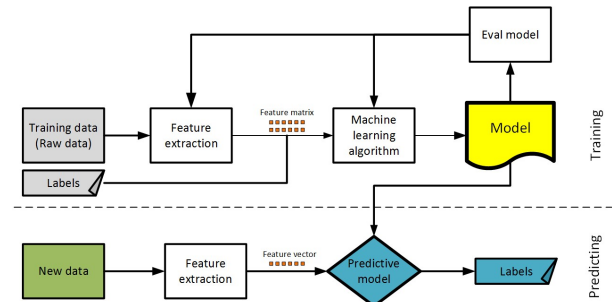 Eval model
Training data
(Raw data)
Feature
extraction
Feature matrix
Machine
learning
algorithm
Model
Labels
Training
New data
Feature
extraction
Feature vector
Predictive
model
Labels
Predicting